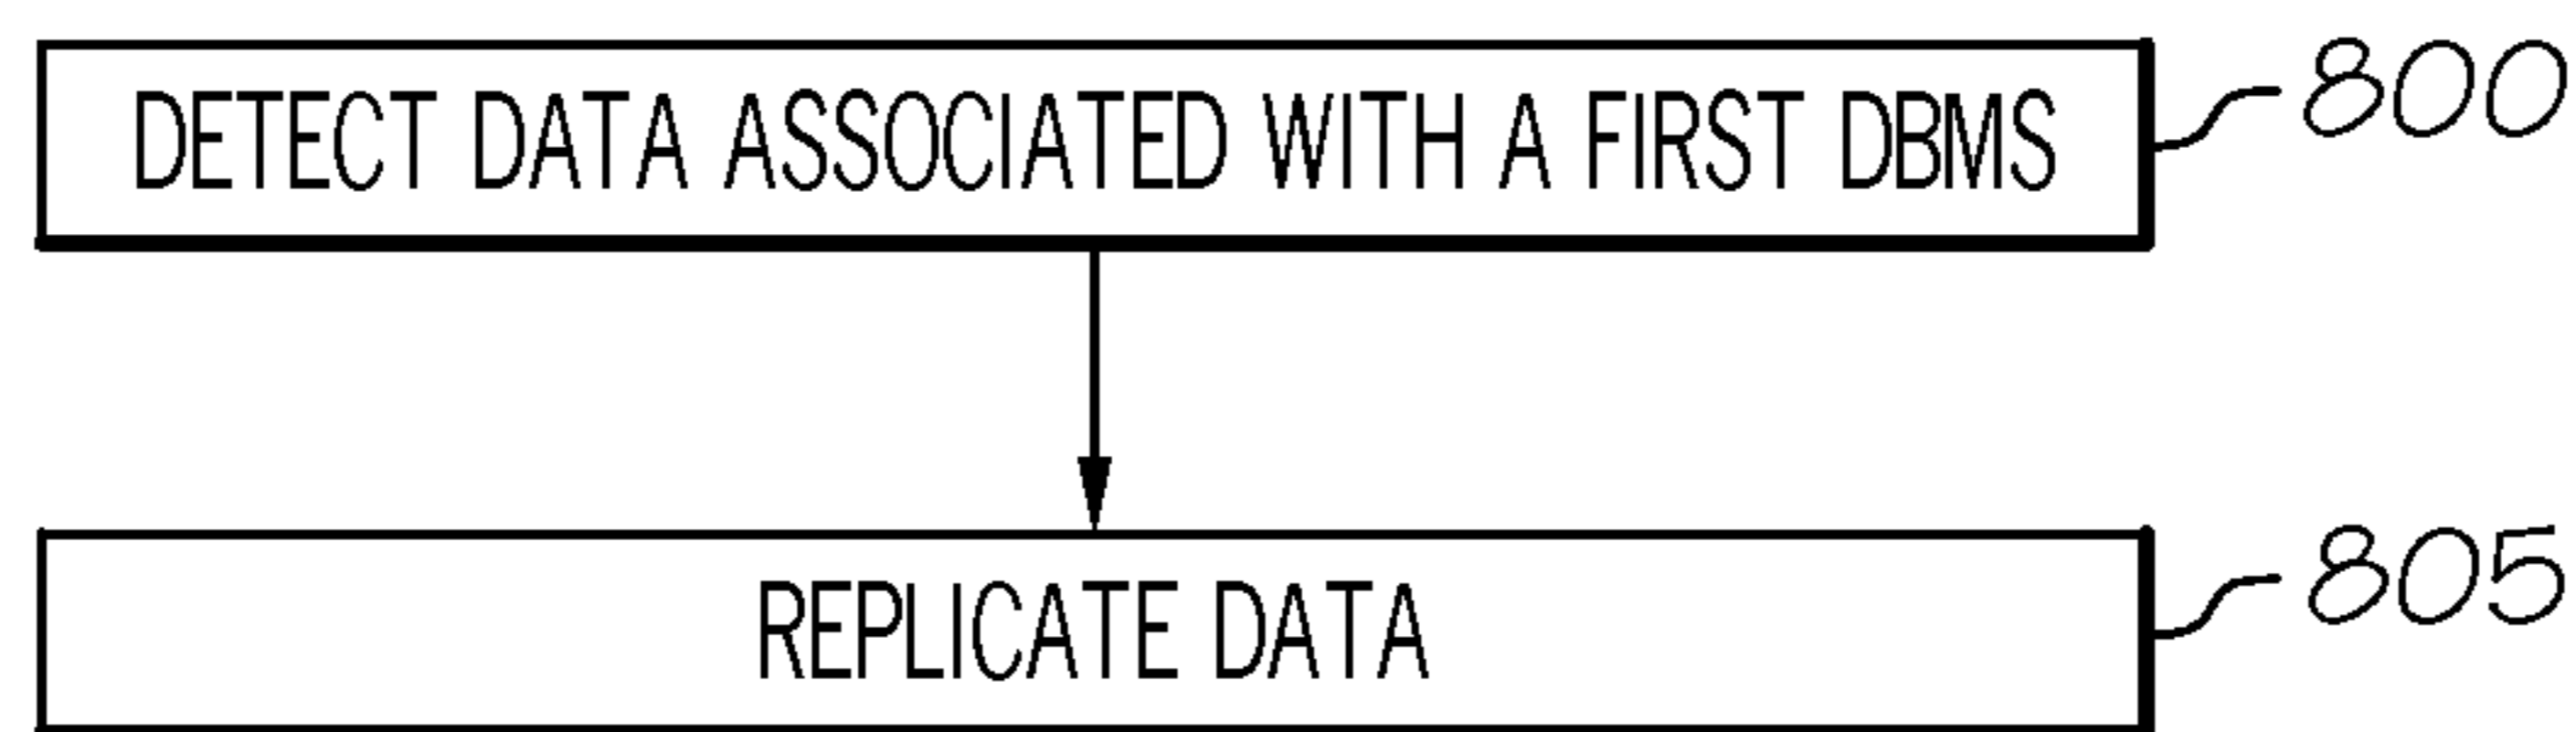 DETECT DATA ASSOCIATED WITH A FIRST DBMS
800
REPLICATE DATA
805